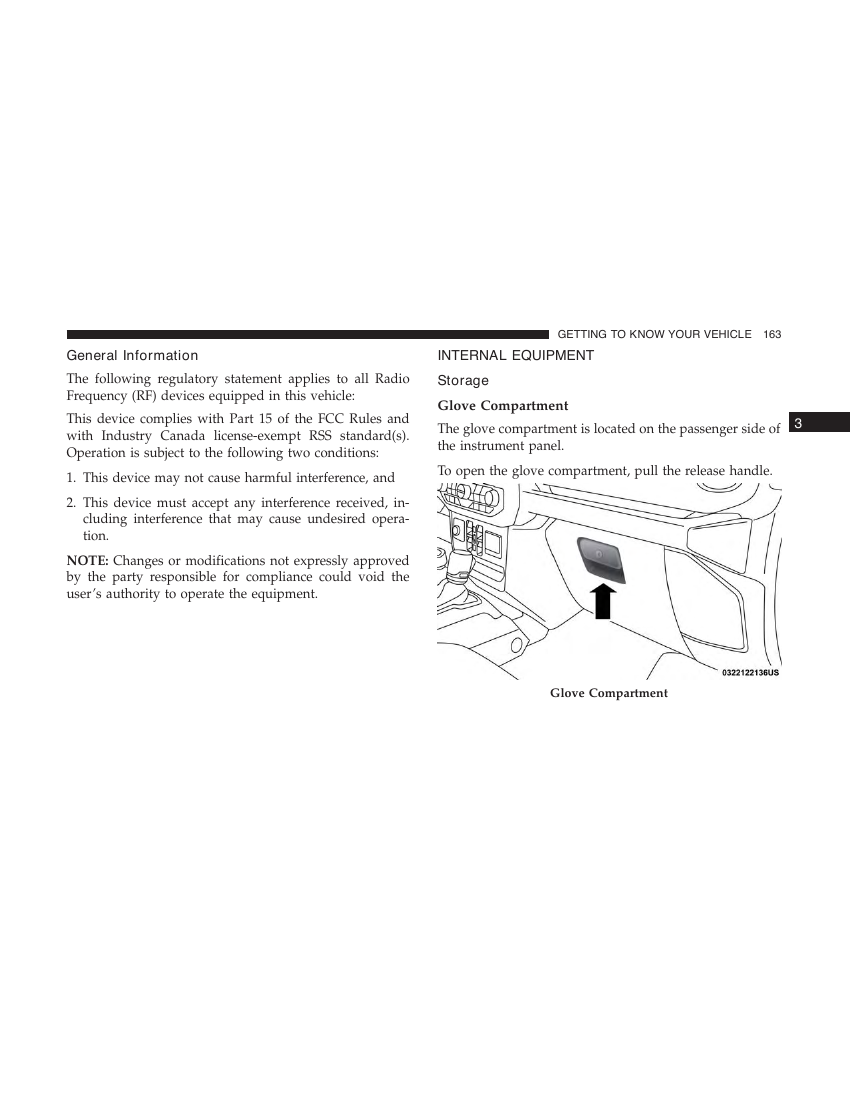 GETTING TO KNOW YOUR VEHICLE 163
General Information
The following regulatory statement applies to all Radio
Frequency (RF) devices equipped in this vehicle:
This device complies with Part 15 of the FCC Rules and
with Industry Canada license-exempt RSS standard(s).
Operation is subject to the following two conditions:
1. This device may not cause harmful interference, and
2. This device must accept any interference received, in-
cluding interference that may cause undesired opera-
tion.
NOTE: Changes or modifications not expressly approved
by the party responsible for compliance could void the
user's authority to operate the equipment.
INTERNAL EQUIPMENT
Storage
Glove Compartment
The glove compartment is located on the passenger side of
the instrument panel.
To open the glove compartment, pull the release handle.
0322122136US
Glove Compartment
3